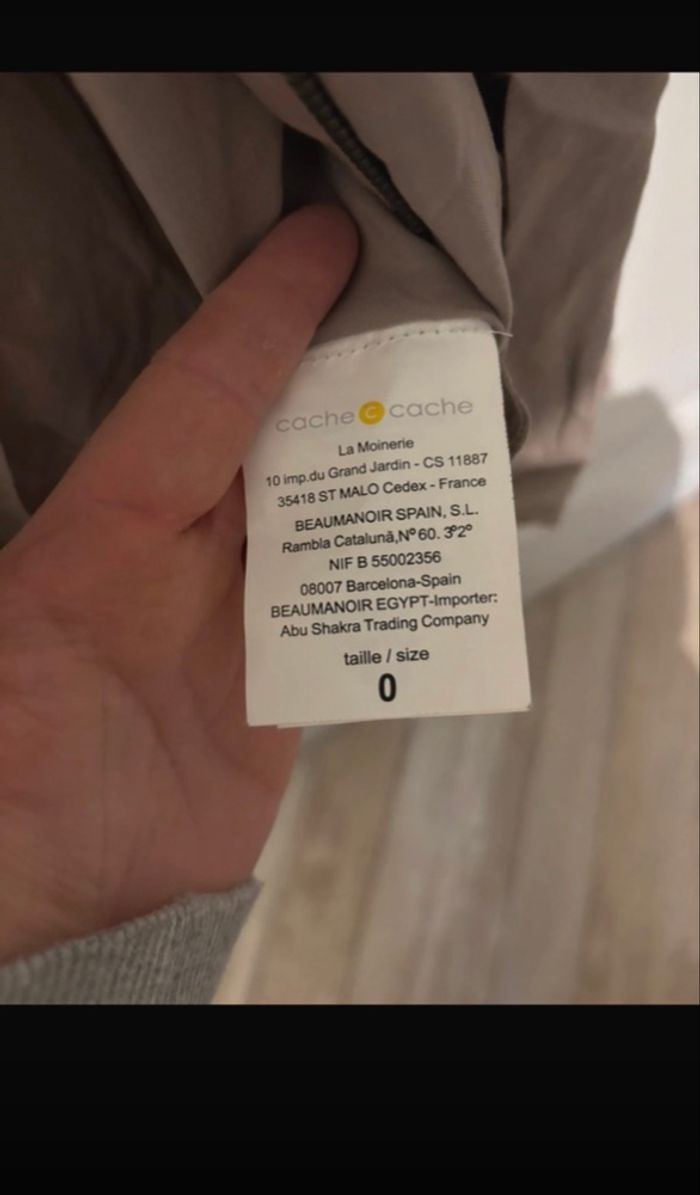 cache c cache
La Moinerie
10 imp.du Grand Jardin - CS 11887
35418 ST MALO Cedex - France
BEAUMANOIR SPAIN, S.L.
Rambla Cataluñã,Nº60. 3º2º
NIF B 55002356
08007 Barcelona-Spain
BEAUMANOIR EGYPT-Importer:
Abu Shakra Trading Company
taille / size
0